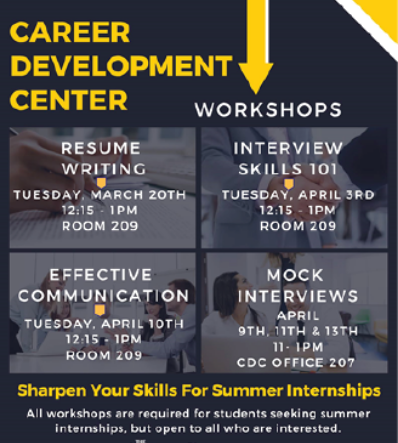 CAREER
DEVELOPMENT
CENTER
WORKSHOPS
RESUME
WRITING
TUESDAY, MARCH 20TH
12:15 - 1PM
ROOM 209
INTERVIEW
SKILLS 101
TUESDAY, APRIL 3RD
12:15 - 1PM
ROOM 209
EFFECTIVE
COMMUNICATION
TUESDAY, APRIL 10TH
12:15 - 1PM
ROOM 209
MOCK
INTERVIEWS
APRIL
9TH, 11TH & 13TH
11- 1PM
CDC OFFICE 207
Sharpen Your Skills For Summer Internships
All workshops are required for students seeking summer
internships, but open to all who are interested.